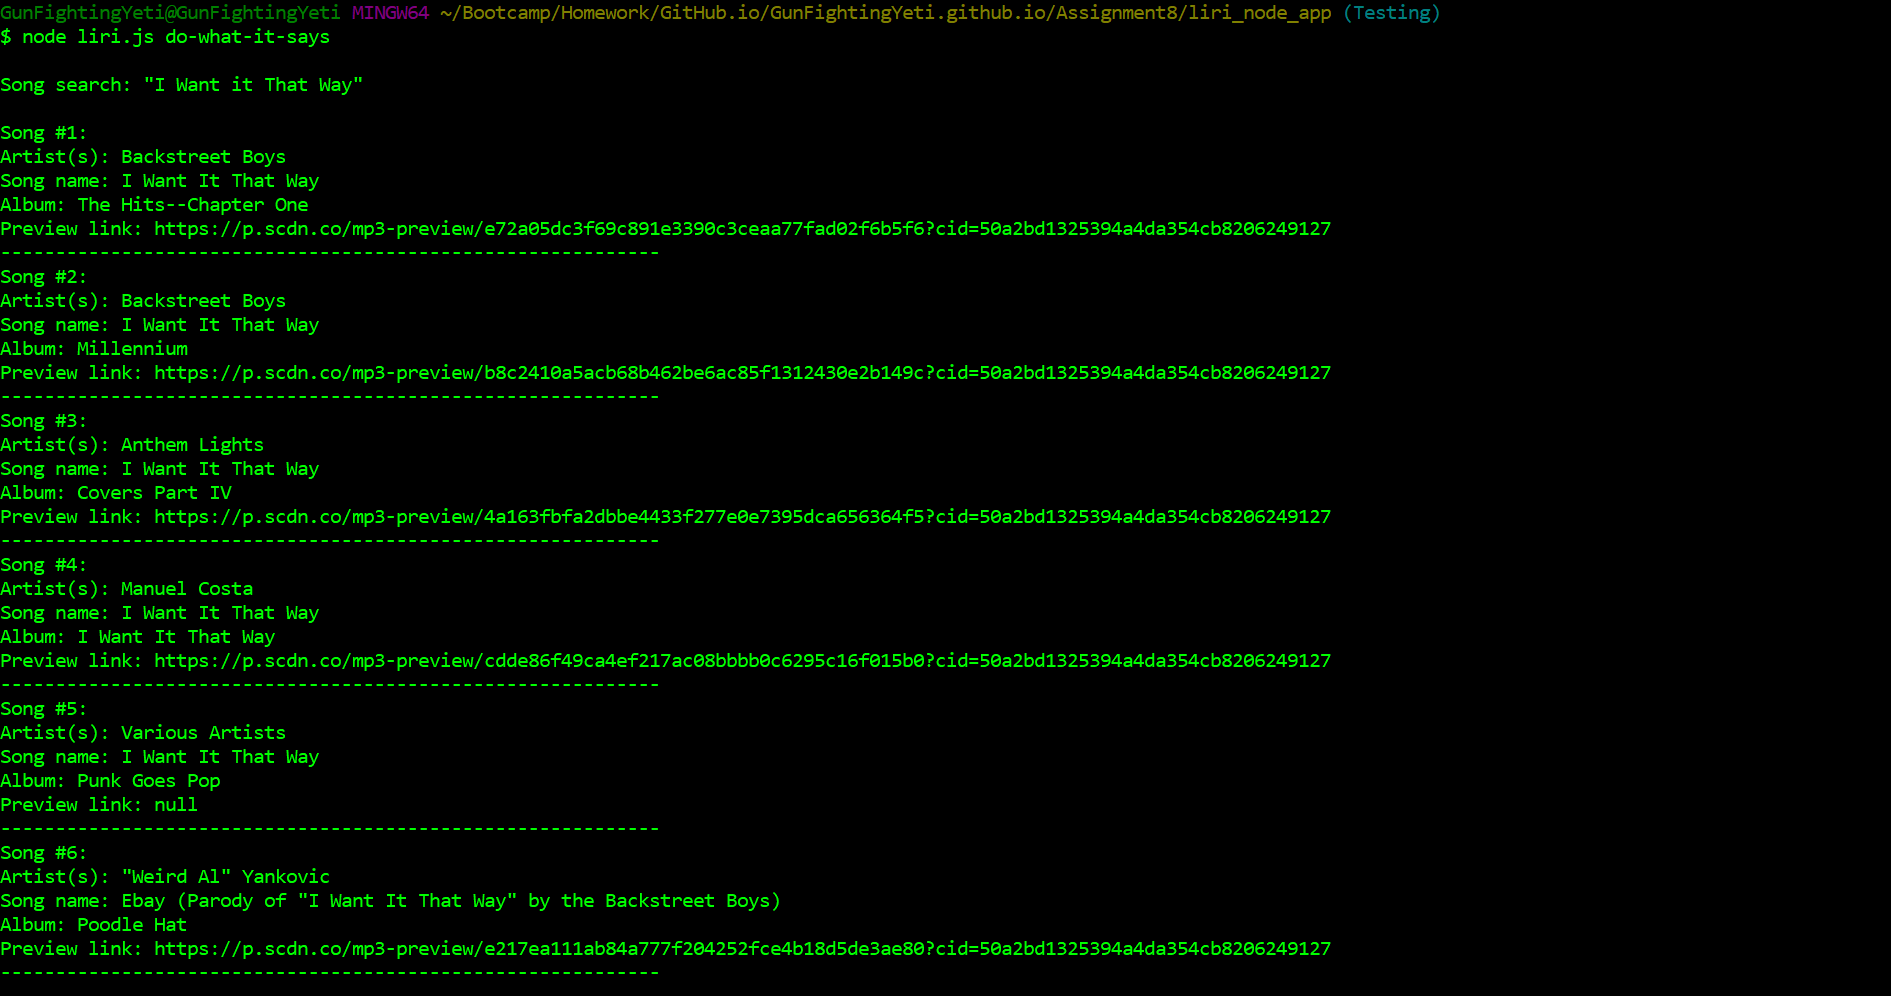 GunFightingYeti@GunFightingYeti MINGW64 ~/Bootcamp/Homework/GitHub.io/GunFightingYeti.github.io/Assignment8/liri_node_app (Testing)
$ node liri.js do-what-it-says
Song search: "I Want it That Way"
Song #1:
Artist(s): Backstreet Boys
Song name: I Want It That Way
Album: The Hits--Chapter One
Preview link: https://p.scdn.co/mp3-preview/e72a05dc3f69c891e3390c3ceaa77fad02f6b5f6?cid=50a2bd1325394a4da354cb8206249127
------------------------------------------------------------
Song #2:
Artist(s): Backstreet Boys
Song name: I Want It That Way
Album: Millennium
Preview link: https://p.scdn.co/mp3-preview/b8c2410a5acb68b462be6ac85f1312430e2b149c?cid=50a2bd1325394a4da354cb8206249127
------------------------------------------------------------
Song #3:
Artist(s): Anthem Lights
Song name: I Want It That Way
Album: Covers Part IV
Preview link: https://p.scdn.co/mp3-preview/4a163fbfa2dbbe4433f277e0e7395dca656364f5?cid=50a2bd1325394a4da354cb8206249127
------------------------------------------------------------
Song #4:
Artist(s): Manuel Costa
Song name: I Want It That Way
Album: I Want It That Way
Preview link: https://p.scdn.co/mp3-preview/cdde86f49ca4ef217ac08bbbb0c6295c16f015b0?cid=50a2bd1325394a4da354cb8206249127
------------------------------------------------------------
Song #5:
Artist(s): Various Artists
Song name: I Want It That Way
Album: Punk Goes Pop
Preview link: null
------------------------------------------------------------
Song #6:
Artist(s): "Weird Al" Yankovic
Song name: Ebay (Parody of "I Want It That Way" by the Backstreet Boys)
Album: Poodle Hat
Preview link: https://p.scdn.co/mp3-preview/e217ea111ab84a777f204252fce4b18d5de3ae80?cid=50a2bd1325394a4da354cb8206249127
------------------------------------------------------------